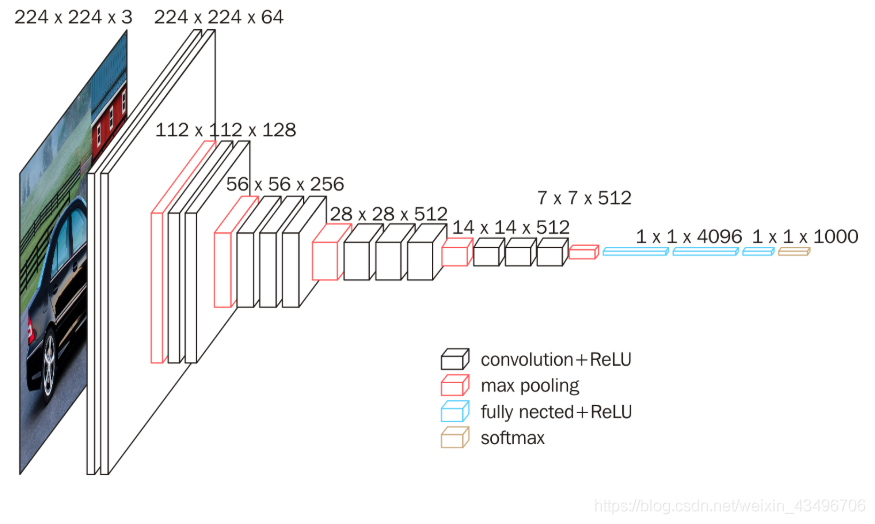 224 x 224 x 3
224 x 224 x 64
112 x 112 x 128
56 x 56 x 256
28 x 28 x 512
14 x 14 x 512
7 x 7 x 512
1 x 1 x 4096
1 x 1 x 1000
convolution+ReLU
max pooling
fully nected+ReLU
softmax
https://blog.csdn.net/weixin_43496706